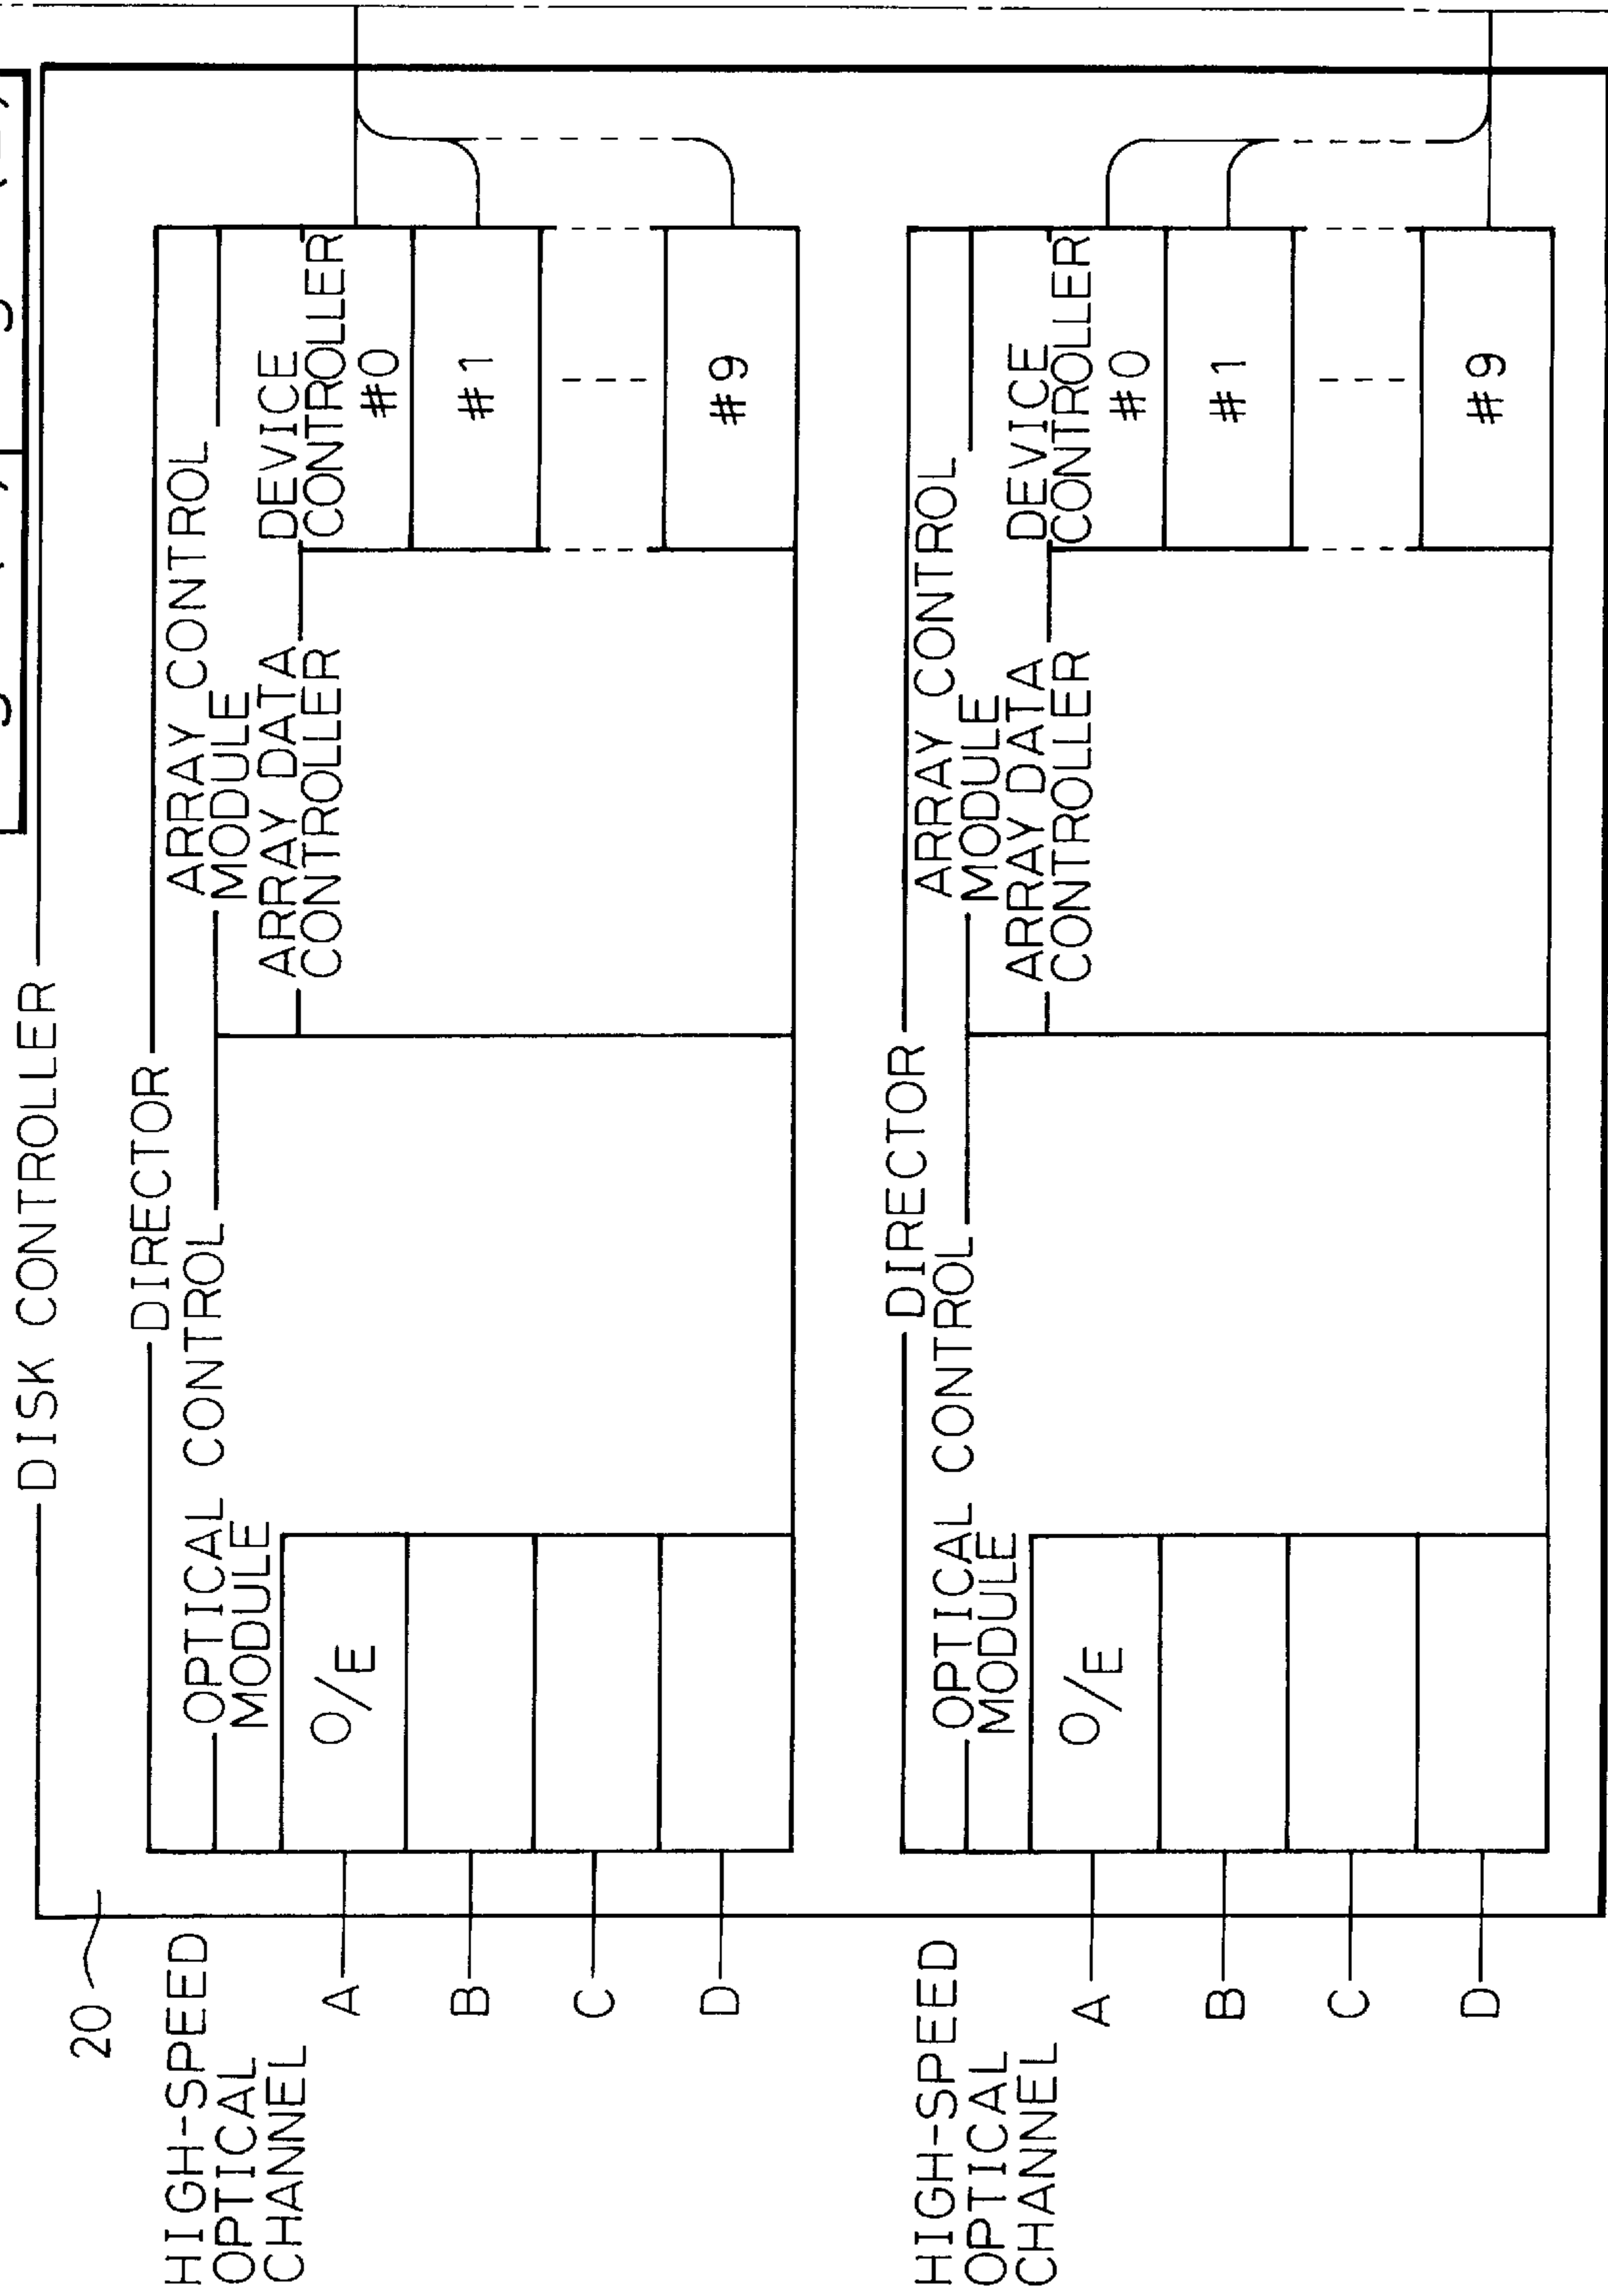 DISK CONTROLLER
20
DIRECTOR
HIGH-SPEED
OPTICAL
CHANNEL
OPTICAL CONTROL
MODULE
ARRAY CONTROL
MODULE
ARRAY DATA
CONTROLLER
DEVICE
CONTROLLER
A
O/E
#0
B
#1
C
D
#9
DIRECTOR
HIGH-SPEED
OPTICAL
CHANNEL
OPTICAL CONTROL
MODULE
ARRAY CONTROL
MODULE
ARRAY DATA
CONTROLLER
DEVICE
CONTROLLER
A
O/E
#0
B
#1
C
D
#9